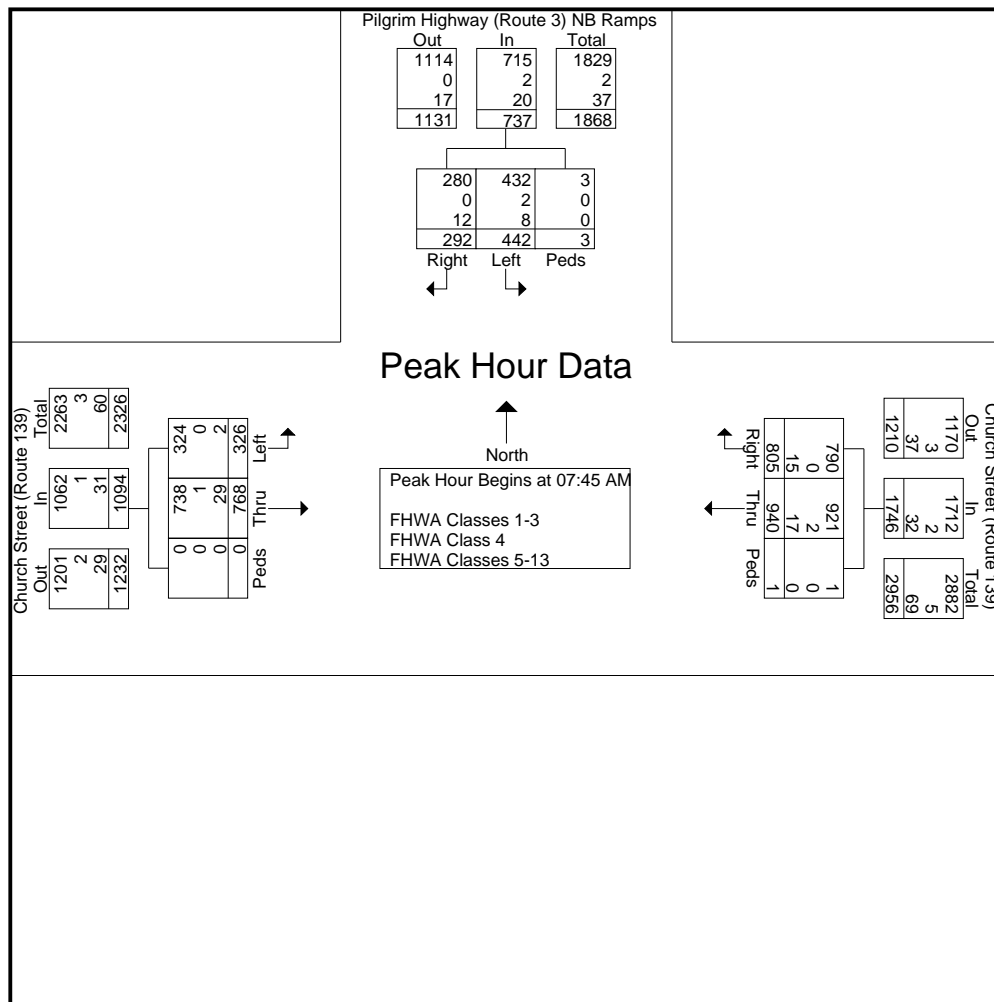 Pilgrim Highway (Route 3) NB Ramps
Out In Total
1114 715 1829
0 2 2
17 20 37
1131 737 1868
280 432 3
0 2 0
12 8 0
292 442 3
Right Left Peds
Peak Hour Data
North
Peak Hour Begins at 07:45 AM
FHWA Classes 1-3
FHWA Class 4
FHWA Classes 5-13
Church Street (Route 139)
Out In Total
1201 1062 2263
2 1 3
29 31 60
1232 1094 2326
Peds Thru Left
0 738 324
0 1 0
0 29 2
0 768 326
Church Street (Route 139)
Out In Total
1170 1712 2882
3 2 5
37 32 69
1210 1746 2956
Right Thru Peds
790 921 1
0 2 0
15 17 0
805 940 1